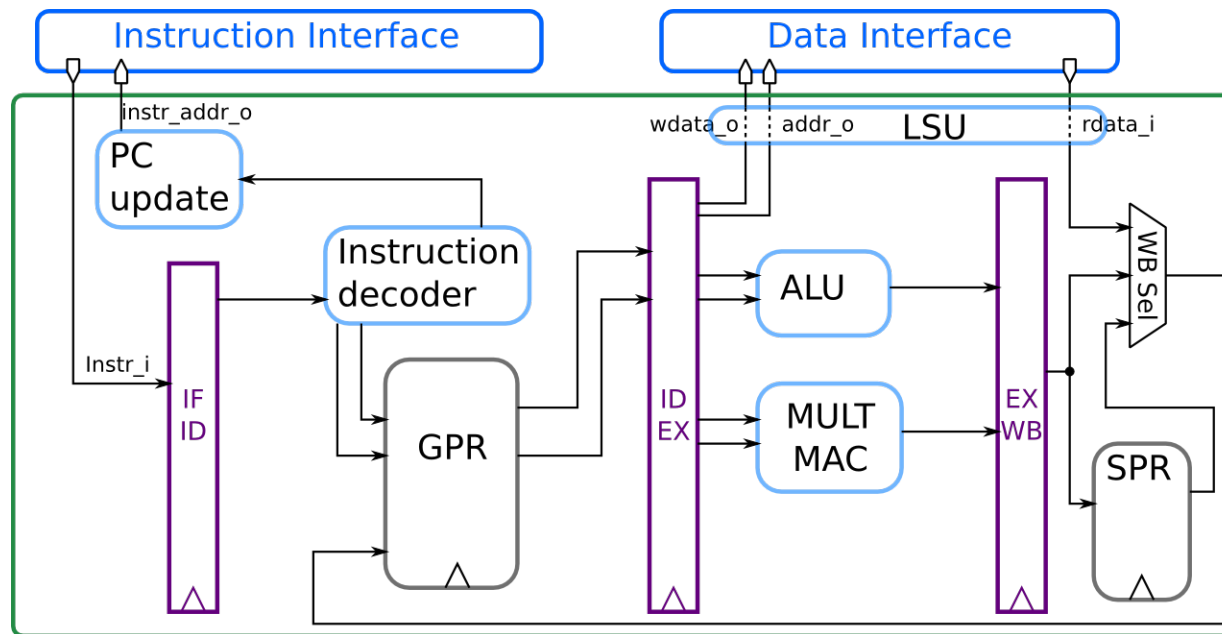 Instruction Interface
Data Interface
instr_addr_o
wdata_o
addr_o
LSU
rdata_i
PC
update
Instruction
decoder
WB Sel
ALU
Instr_i
IF
ID
GPR
ID
EX
MULT
MAC
EX
WB
SPR